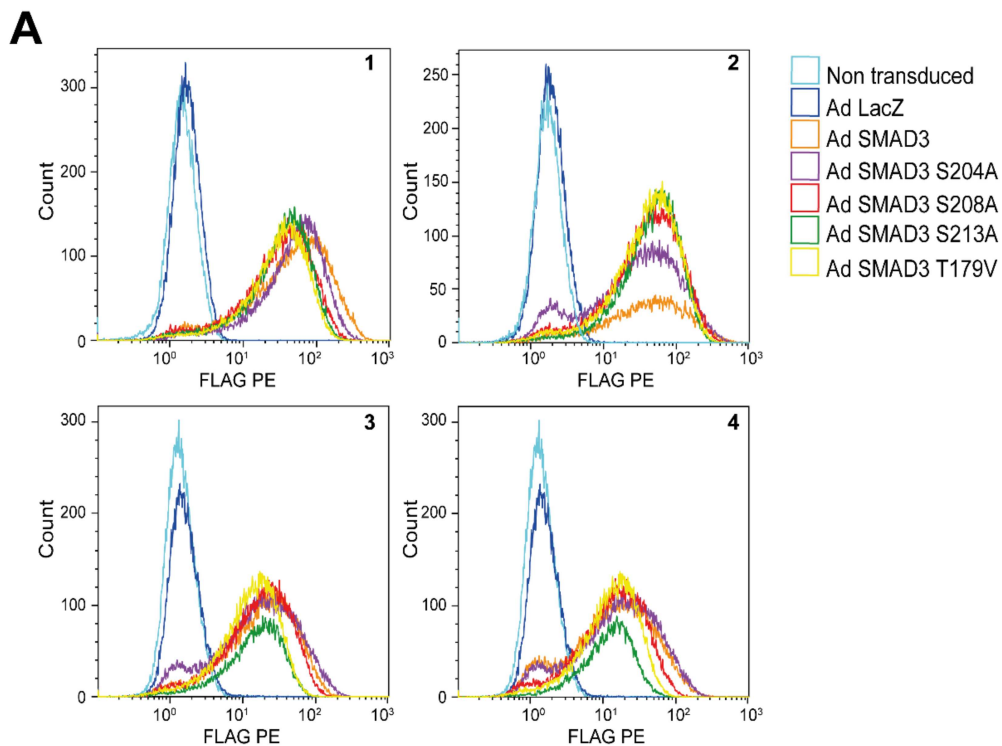 A
1
300
200
100
0
Count
10⁰
10¹
10²
10³
FLAG PE
2
250
200
150
100
50
0
Count
10⁰
10¹
10²
10³
FLAG PE
Non transduced
Ad LacZ
Ad SMAD3
Ad SMAD3 S204A
Ad SMAD3 S208A
Ad SMAD3 S213A
Ad SMAD3 T179V
3
300
200
100
0
Count
10⁰
10¹
10²
10³
FLAG PE
4
300
200
100
0
Count
10⁰
10¹
10²
10³
FLAG PE